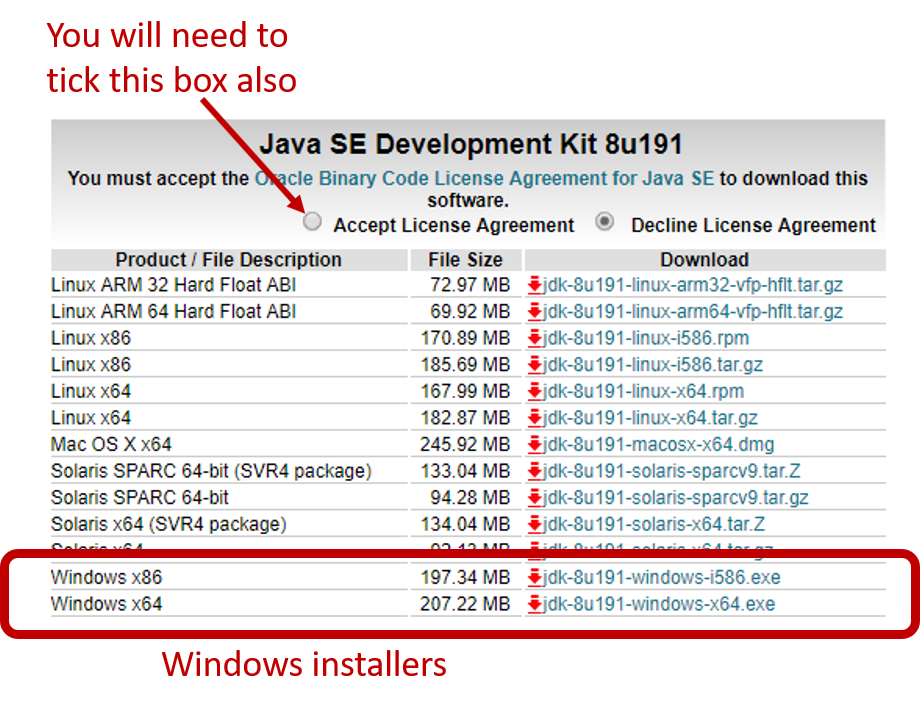 You will need to
tick this box also
Java SE Development Kit 8u191
You must accept the Oracle Binary Code License Agreement for Java SE to download this
software.
Accept License Agreement Decline License Agreement
Product / File Description File Size Download
Linux ARM 32 Hard Float ABI 72.97 MB jdk-8u191-linux-arm32-vfp-hflt.tar.gz
Linux ARM 64 Hard Float ABI 69.92 MB jdk-8u191-linux-arm64-vfp-hflt.tar.gz
Linux x86 170.89 MB jdk-8u191-linux-i586.rpm
Linux x86 185.69 MB jdk-8u191-linux-i586.tar.gz
Linux x64 167.99 MB jdk-8u191-linux-x64.rpm
Linux x64 182.87 MB jdk-8u191-linux-x64.tar.gz
Mac OS X x64 245.92 MB jdk-8u191-macosx-x64.dmg
Solaris SPARC 64-bit (SVR4 package) 133.04 MB jdk-8u191-solaris-sparcv9.tar.Z
Solaris SPARC 64-bit 94.28 MB jdk-8u191-solaris-sparcv9.tar.gz
Solaris x64 (SVR4 package) 134.04 MB jdk-8u191-solaris-x64.tar.Z
Solaris x64 jdk-8u191-solaris-x64.tar.gz
Windows x86 197.34 MB jdk-8u191-windows-i586.exe
Windows x64 207.22 MB jdk-8u191-windows-x64.exe
Windows installers